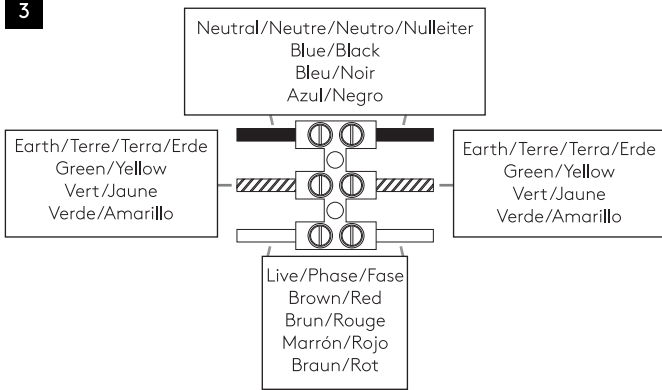 3
Neutral/Neutre/Neutro/Nulleiter
Blue/Black
Bleu/Noir
Azul/Negro
Earth/Terre/Terra/Erde
Green/Yellow
Vert/Jaune
Verde/Amarillo
Earth/Terre/Terra/Erde
Green/Yellow
Vert/Jaune
Verde/Amarillo
Live/Phase/Fase
Brown/Red
Brun/Rouge
Marrón/Rojo
Braun/Rot